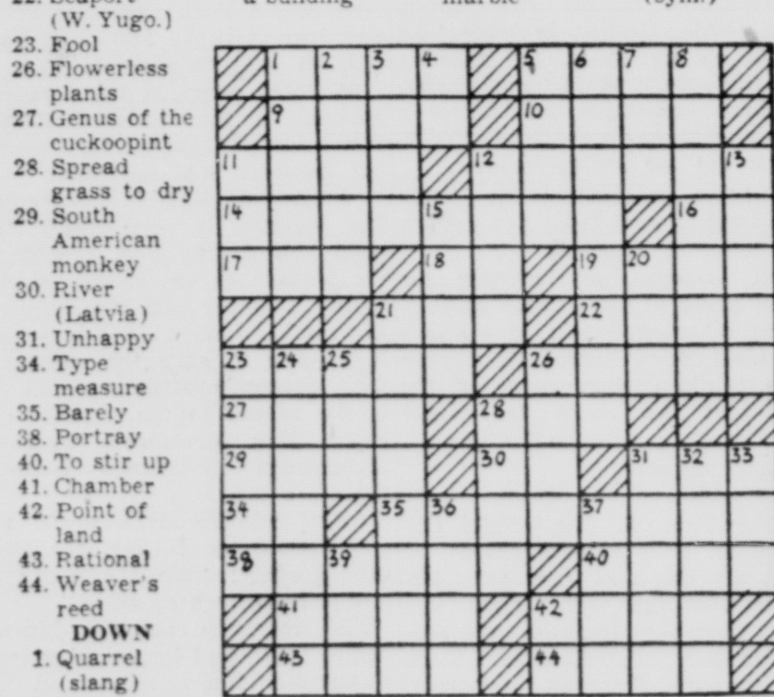 22. Seaport a building marble (sym.)
(W. Yugo.)
23. Fool
26. Flowerless
plants
27. Genus of the
cuckoopint
28. Spread
grass to dry
29. South
American
monkey
30. River
(Latvia)
31. Unhappy
34. Type
measure
35. Barely
38. Portray
40. To stir up
41. Chamber
42. Point of
land
43. Rational
44. Weaver's
reed
DOWN
1. Quarrel
(slang)
1 2 3 4 5 6 7 8
9 10
11 12 13
14 15 16
17 18 19 20
21 22
23 24 25 26
27 28
29 30 31 32 33
34 35 36 37
38 39 40
41 42
43 44